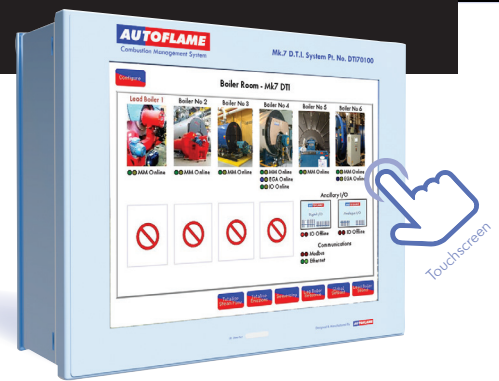 AUTOFLAME
Combustion Management System
Mk.7 D.T.I. System Pt. No. DTI70100
Configure
Boiler Room - Mk7 DTI
Lead Boiler 1 Boiler No 2 Boiler No 3 Boiler No 4 Boiler No 5 Boiler No 6
MM Online MM Online MM Online MM Online MM Online MM Online
EGA Online EGA Online
IO Online
Ancillary I/O
IO Offline IO Offline
Communications
Modbus
Ethernet
Touchscreen
AUTOFLAME